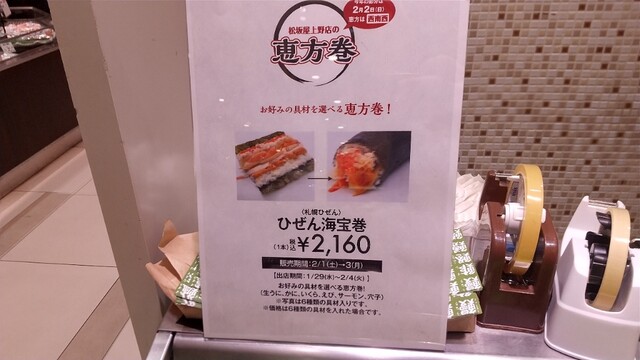 今年の節分は
2月2日(日)
恵方は 西南西
松坂屋上野店の
恵方巻
お好みの具材を選べる恵方巻！
〈札幌ひぜん〉
ひぜん海宝巻
(1本) 税込 ¥2,160
販売期間：2/1(土)→3(月)
【出店期間：1/29(水)～2/4(火)】
お好みの具材を選べる恵方巻!
(生うに、かに、いくら、えび、サーモン、穴子)
※写真は6種類の具材入りです。
※価格は6種類の具材を入れた場合です。